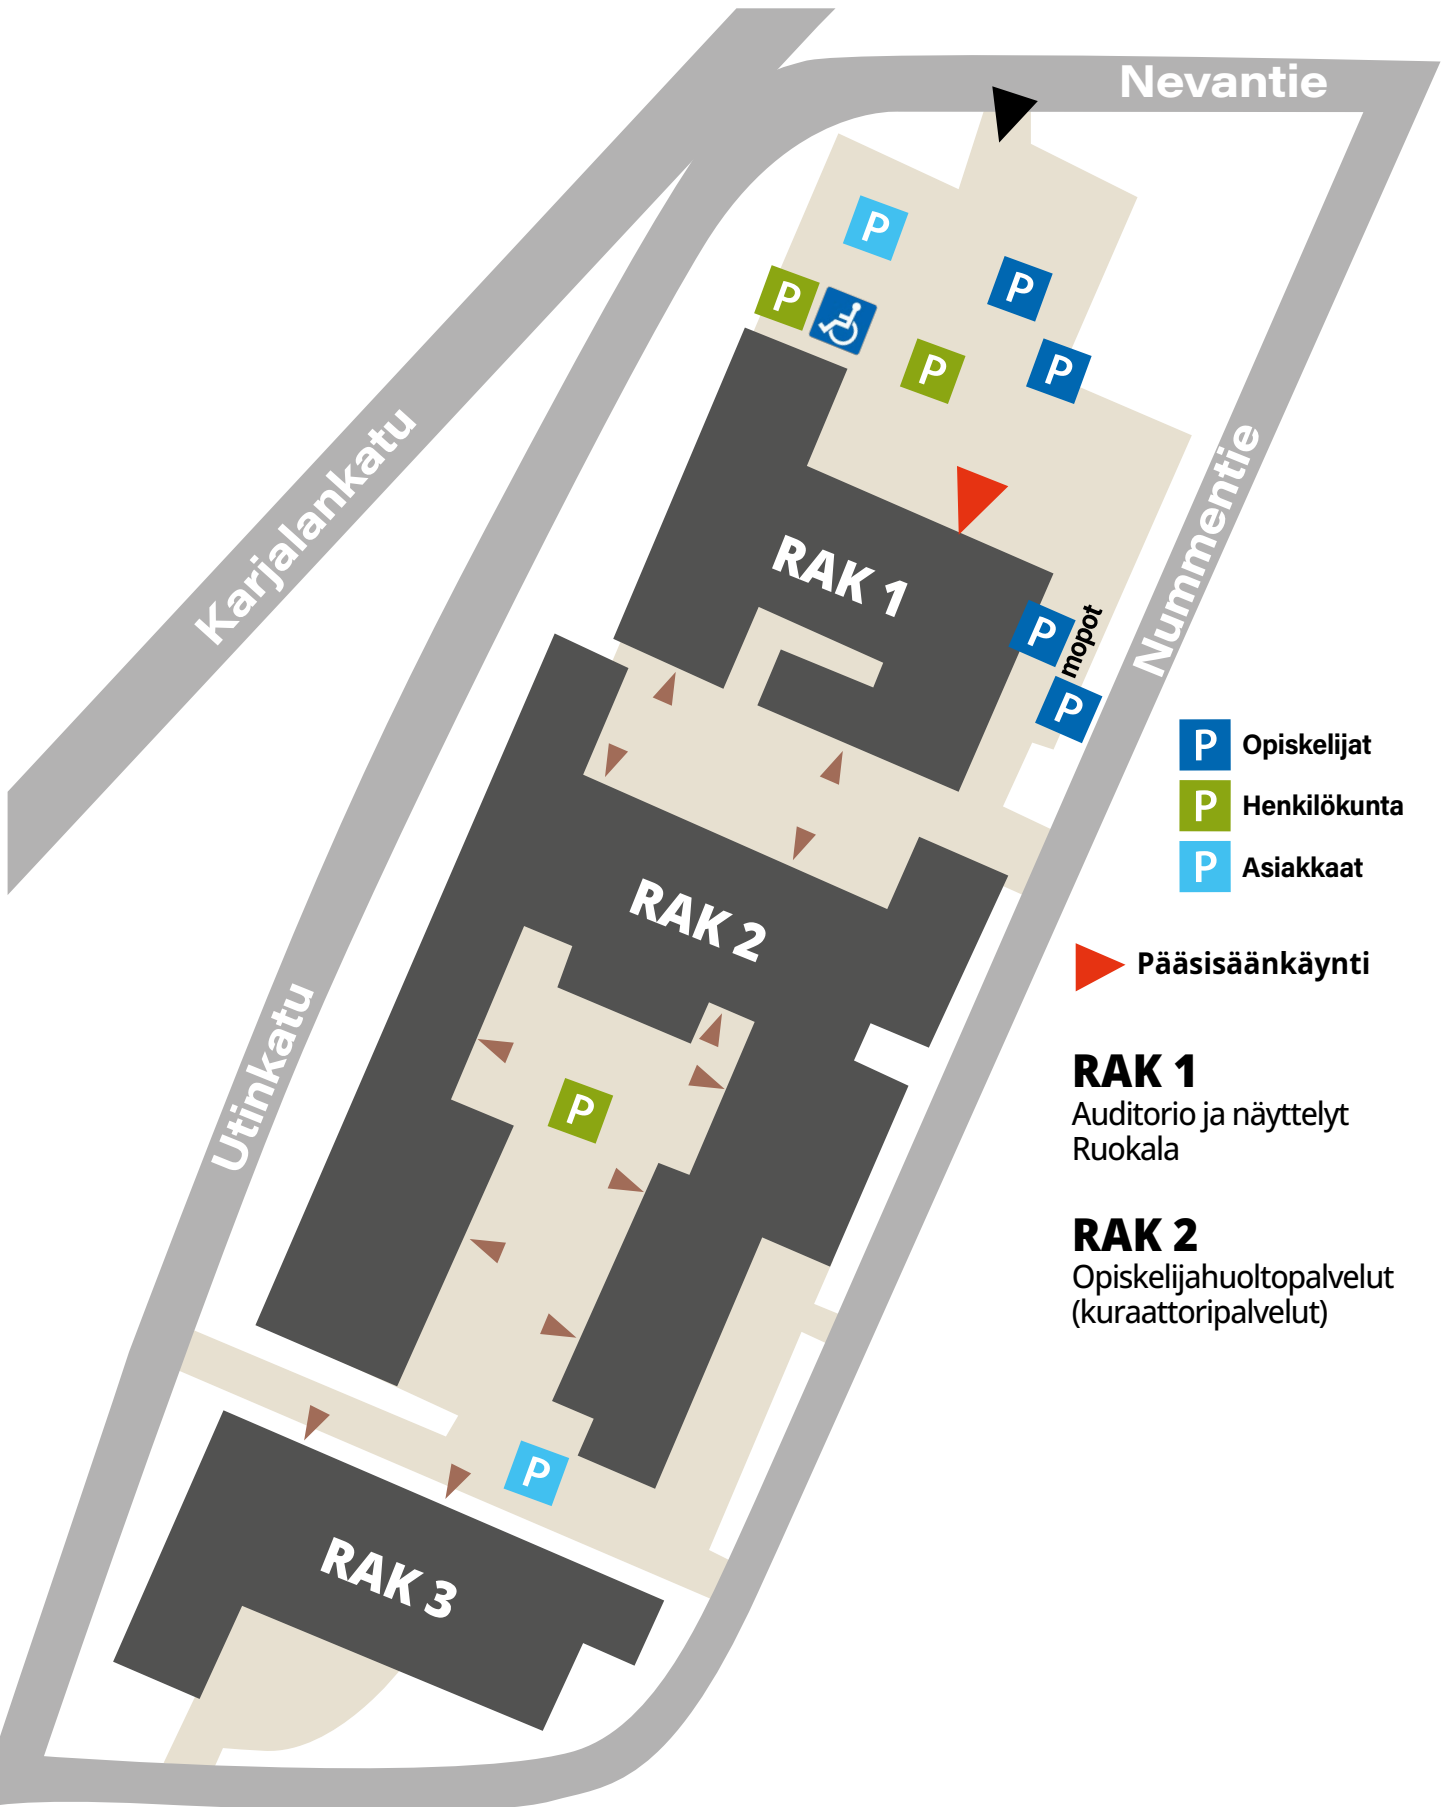 Nevantie
P
P
P
P
P
P
Karjalankatu
Nummentie
RAK 1
P
mopot
P
P Opiskelijat
P Henkilökunta
P Asiakkaat
RAK 2
Pääsisäänkäynti
Utinkatu
P
RAK 1
Auditorio ja näyttelyt
Ruokala
RAK 2
Opiskelijahuoltopalvelut
(kuraattoripalvelut)
P
RAK 3